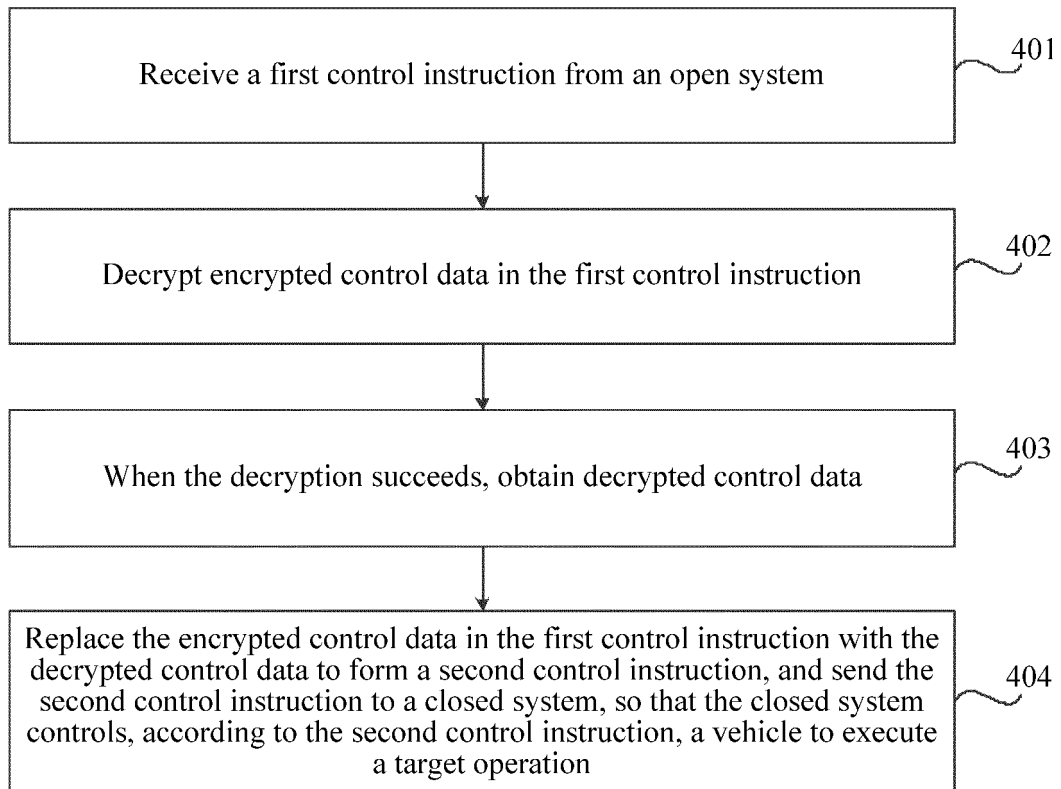 Receive a first control instruction from an open system
401
Decrypt encrypted control data in the first control instruction
402
When the decryption succeeds, obtain decrypted control data
403
Replace the encrypted control data in the first control instruction with the
decrypted control data to form a second control instruction, and send the
second control instruction to a closed system, so that the closed system
controls, according to the second control instruction, a vehicle to execute
a target operation
404